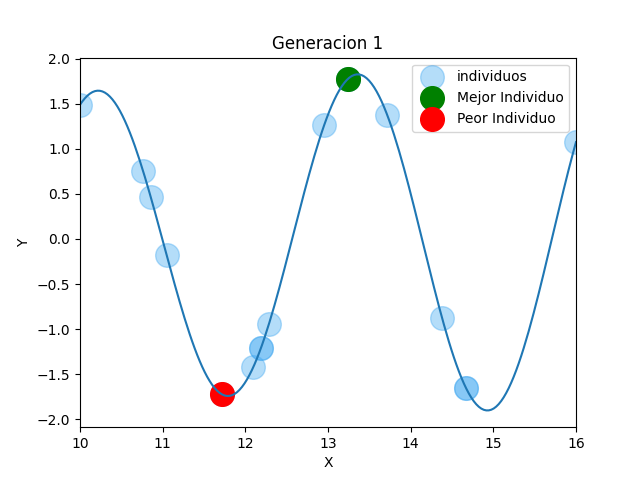 Generacion 1
individuos
Mejor Individuo
Peor Individuo
2.0
1.5
1.0
0.5
0.0
−0.5
−1.0
−1.5
−2.0
Y
10 11 12 13 14 15 16
X